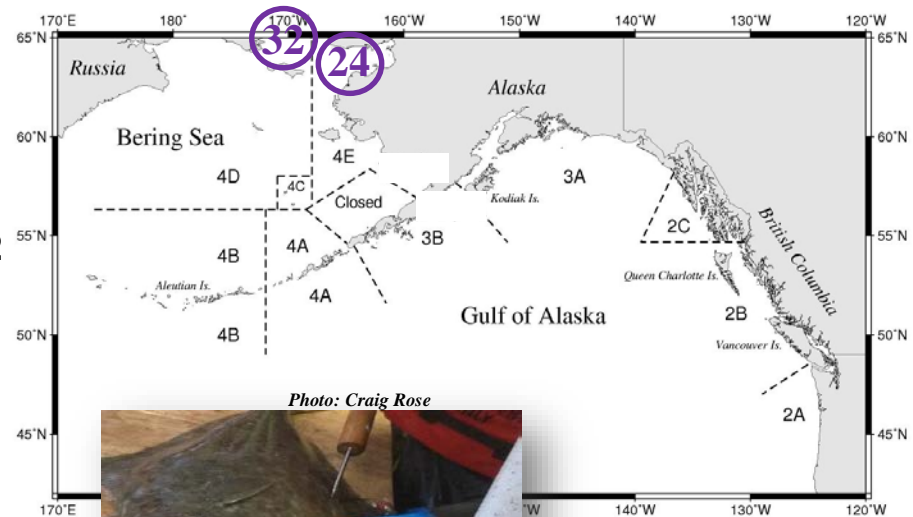 170°E 180° 170°W 160°W 150°W 140°W 130°W 120°W
65°N 32 24 65°N
Russia
Alaska
60°N Bering Sea 4E 60°N
4D 4C 3A
Closed Kodiak Is.
55°N 4B 4A 3B 2C 55°N
British Columbia
Aleutian Is. 4A Queen Charlotte Is.
50°N 4B Gulf of Alaska 2B 50°N
Vancouver Is.
Photo: Craig Rose
2A
45°N 45°N
170°E °W 140°W 130°W 120°W